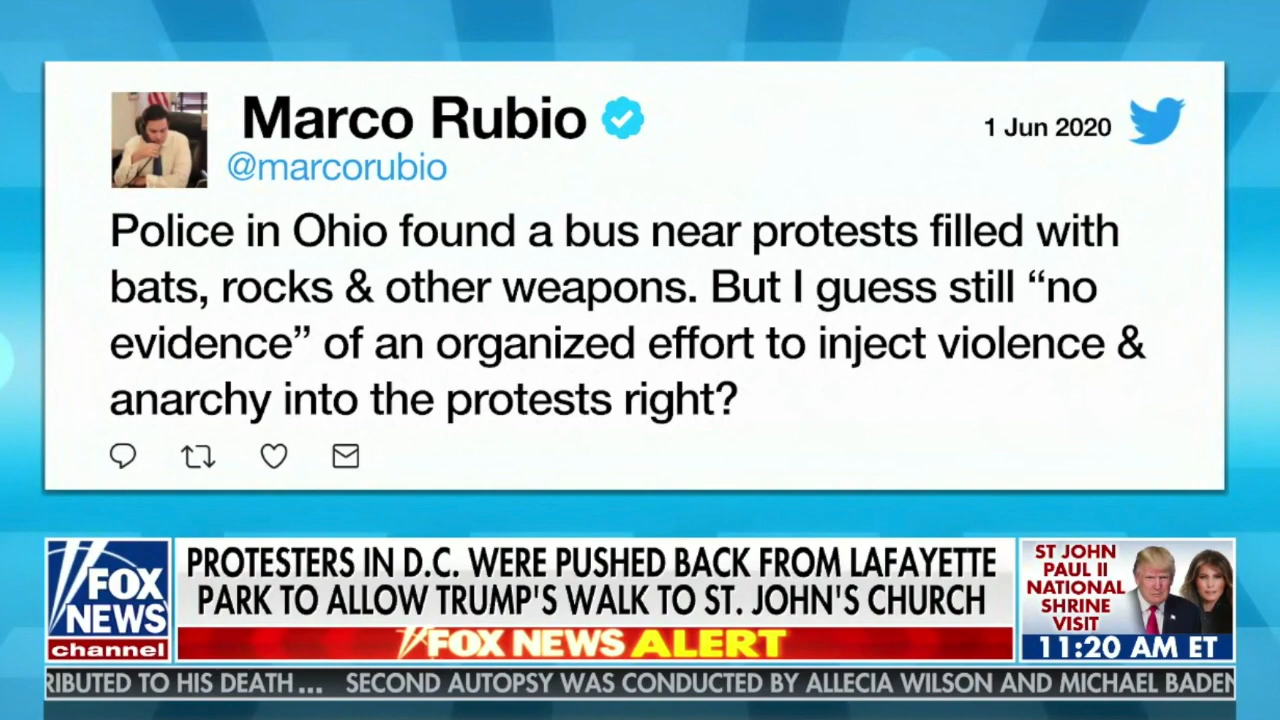 Marco Rubio
1 Jun 2020
@marcorubio
Police in Ohio found a bus near protests filled with
bats, rocks & other weapons. But I guess still “no
evidence” of an organized effort to inject violence &
anarchy into the protests right?
FOX
NEWS
channel
PROTESTERS IN D.C. WERE PUSHED BACK FROM LAFAYETTE
PARK TO ALLOW TRUMP'S WALK TO ST. JOHN'S CHURCH
FOX NEWS ALERT
ST JOHN
PAUL II
NATIONAL
SHRINE
VISIT
11:20 AM ET
RIBUTED TO HIS DEATH... SECOND AUTOPSY WAS CONDUCTED BY ALLECIA WILSON AND MICHAEL BADEN